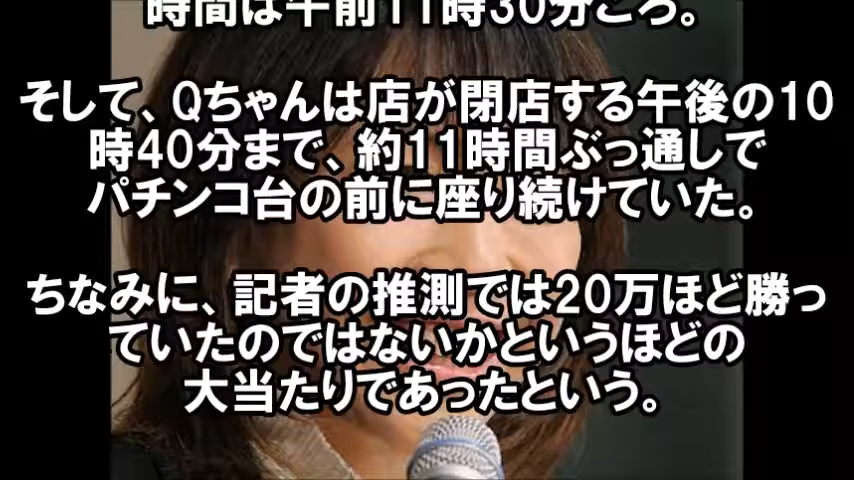 時間は午前11時30分ごろ。
そして、Qちゃんは店が閉店する午後の10
時40分まで、約11時間ぶっ通しで
パチンコ台の前に座り続けていた。
ちなみに、記者の推測では20万ほど勝っ
ていたのではないかというほどの
大当たりであったという。